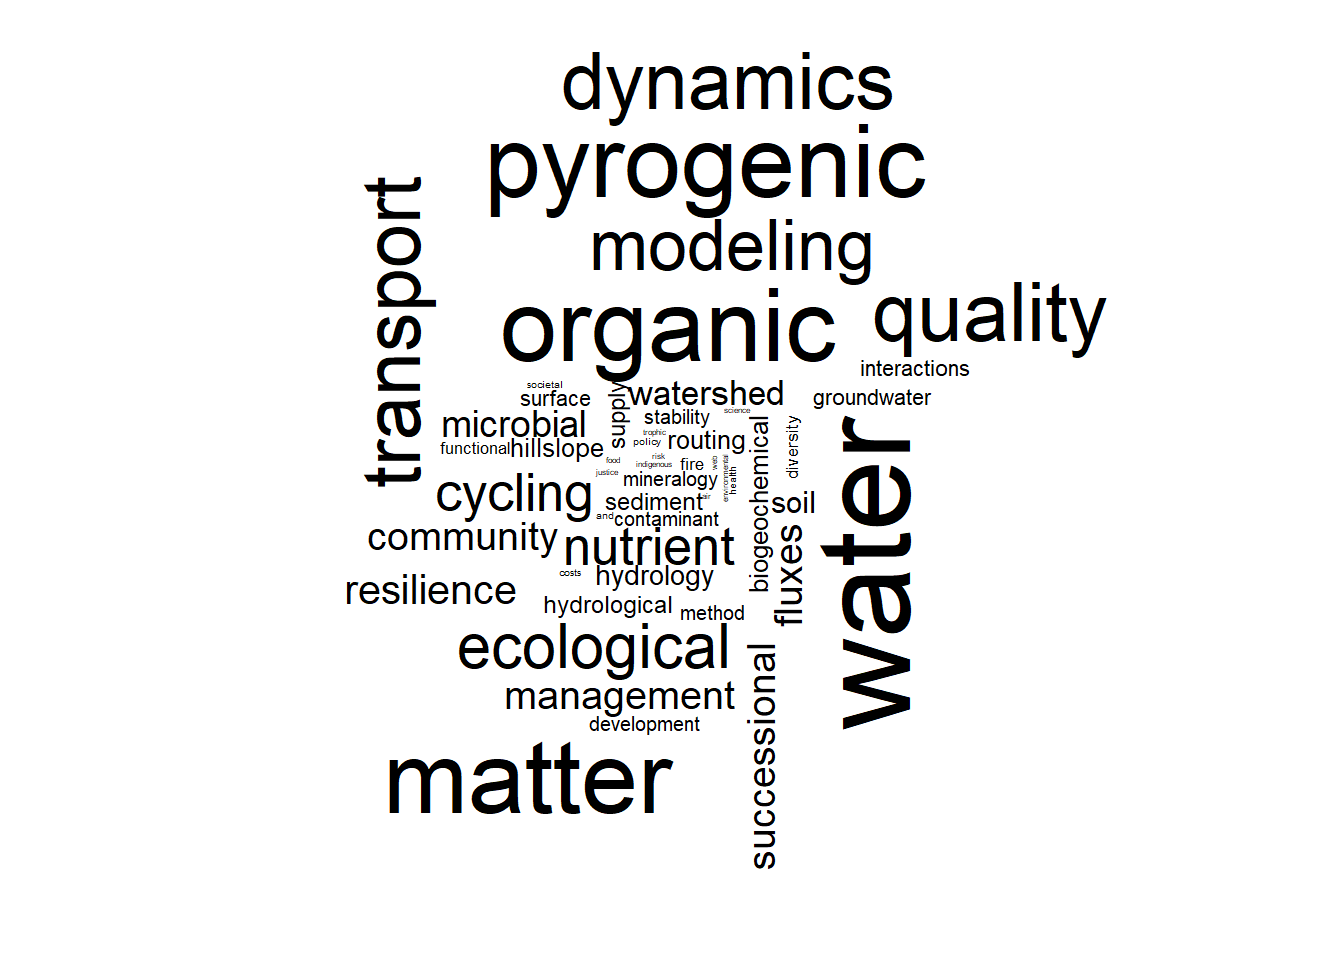 dynamics
pyrogenic
transport
modeling
organic
quality
interactions
societal
surface
supply
watershed
groundwater
microbial
stability
science
functional
hillslope
trophic
policy
routing
biogeochemical
diversity
water
food
risk
indigenous
fire
web
environmental
health
justice
mineralogy
cycling
sediment
air
soil
and
contaminant
community
nutrient
fluxes
costs
hydrology
resilience
hydrological
method
ecological
successional
management
development
matter